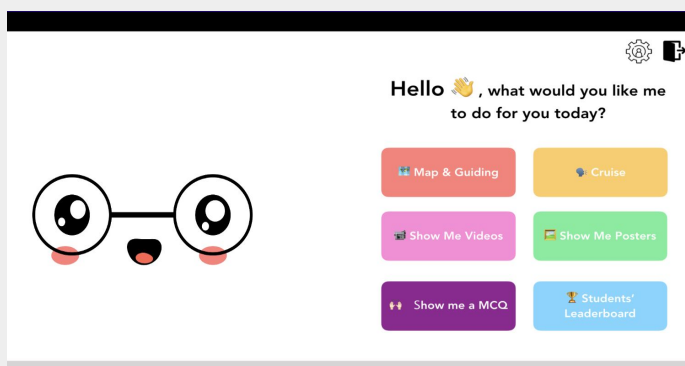 Hello 👋 , what would you like me
to do for you today?
Map & Guiding
Cruise
Show Me Videos
Show Me Posters
Show me a MCQ
Students'
Leaderboard